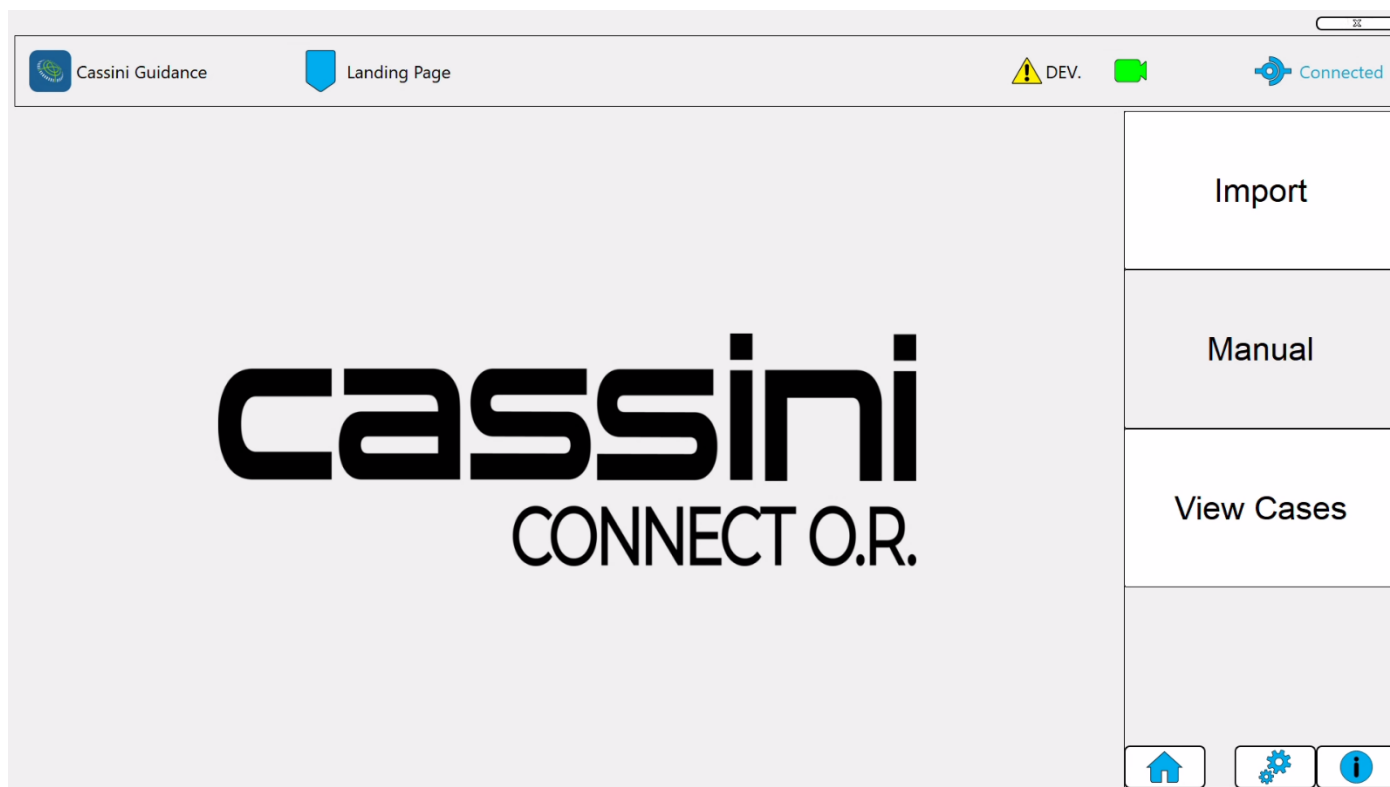 Cassini Guidance
Landing Page
DEV.
Connected
Import
Manual
View Cases
cassini
CONNECT O.R.